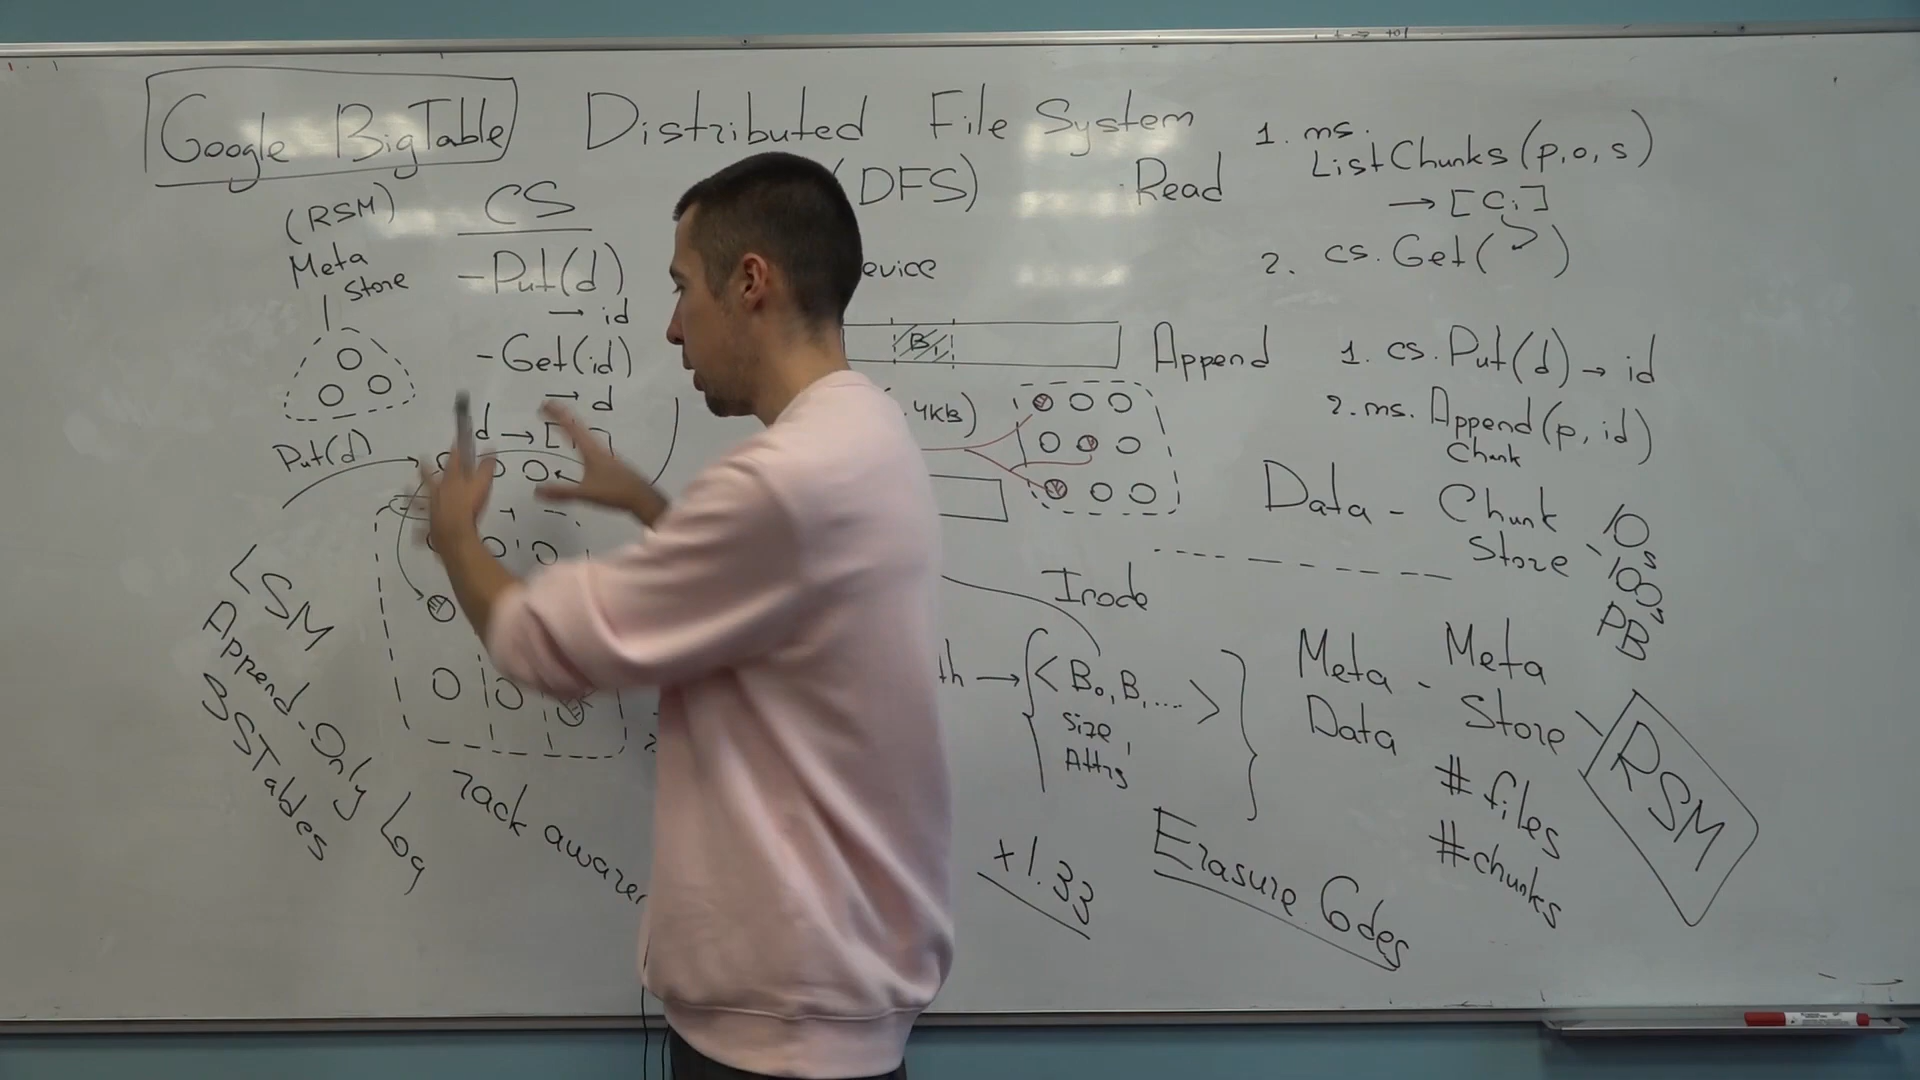 Google BigTable
Distributed File System
(DFS)
(RSM)
Meta
Store
CS
-Put(d)
→ id
-Get(id)
→ d
d → [
Put(d)
LSM
Append-Only Log
SSTables
rack aware
evice
B1
4KB)
Inode
th → { < B0, B1, ... > }
Size,
Attrs
+1.33
Erasure Codes
Read
1. ms.
ListChunks(p,o,s)
→ [ci]
2. cs.Get( )
Append
1. cs.Put(d) → id
2. ms.Append(p, id)
Chunk
Data - Chunk
Store
10s
100s
PB
Meta - Meta
Data Store
# files
#chunks
RSM